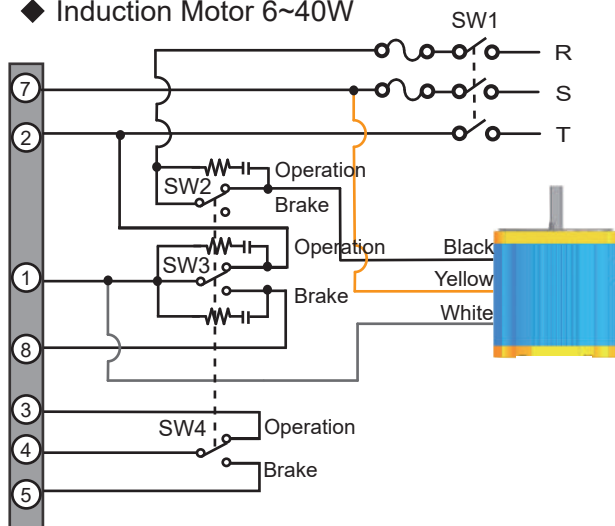 ◆ Induction Motor 6~40W
SW1
R
S
T
7
2
Operation
SW2
Brake
Operation
SW3
Brake
1
8
Black
Yellow
White
3
Operation
SW4
4
Brake
5